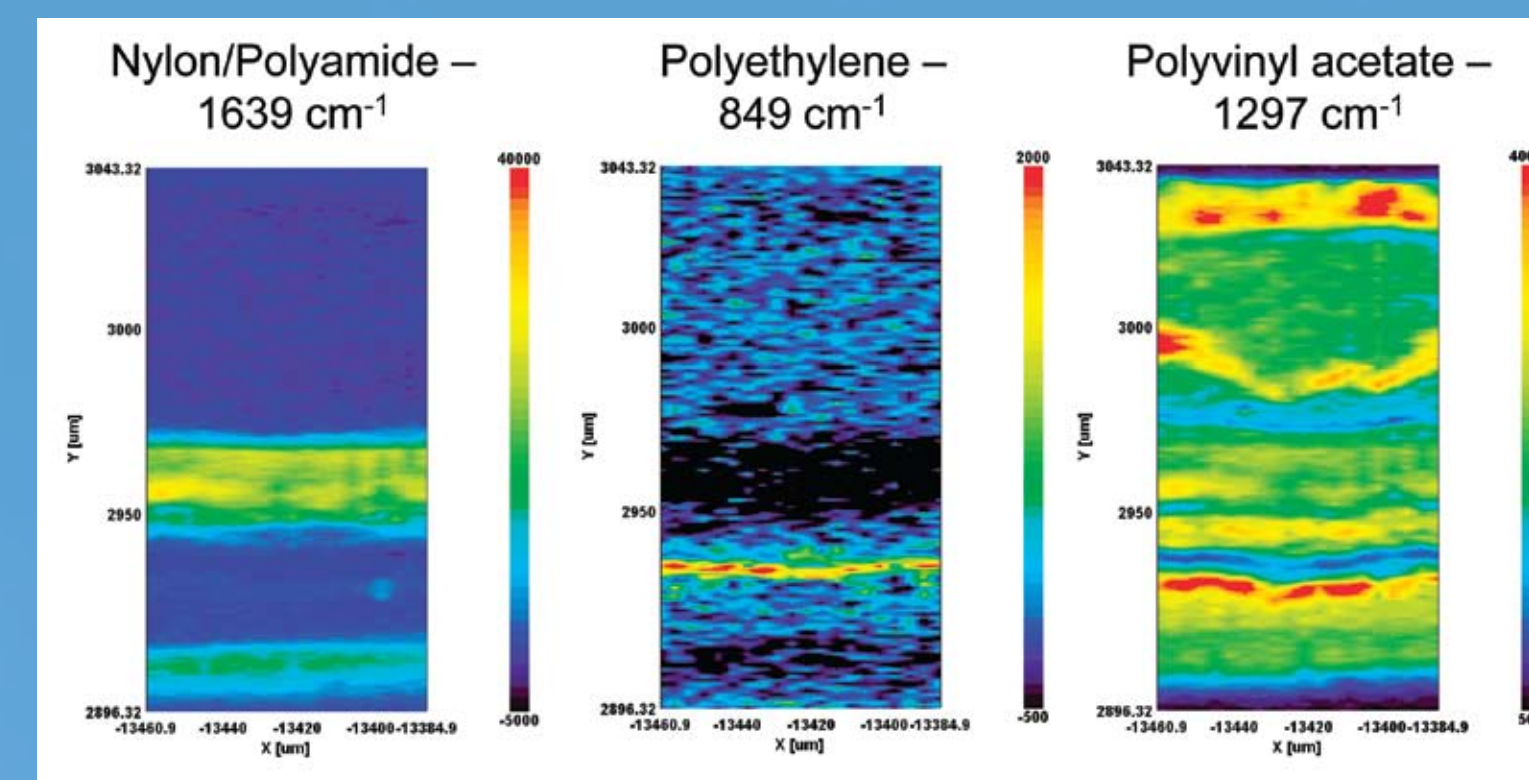 Nylon/Polyamide –
1639 cm-1
Polyethylene –
849 cm-1
Polyvinyl acetate –
1297 cm-1
3043.32
3000
2950
2896.32
Y [um]
-13460.9 -13440 -13420 -13400 -13384.9
X [um]
40000
-5000
3043.32
3000
2950
2896.32
Y [um]
-13460.9 -13440 -13420 -13400 -13384.9
X [um]
2000
-500
3043.32
3000
2950
2896.32
Y [um]
-13460.9 -13440 -13420 -13400 -13384.9
X [um]